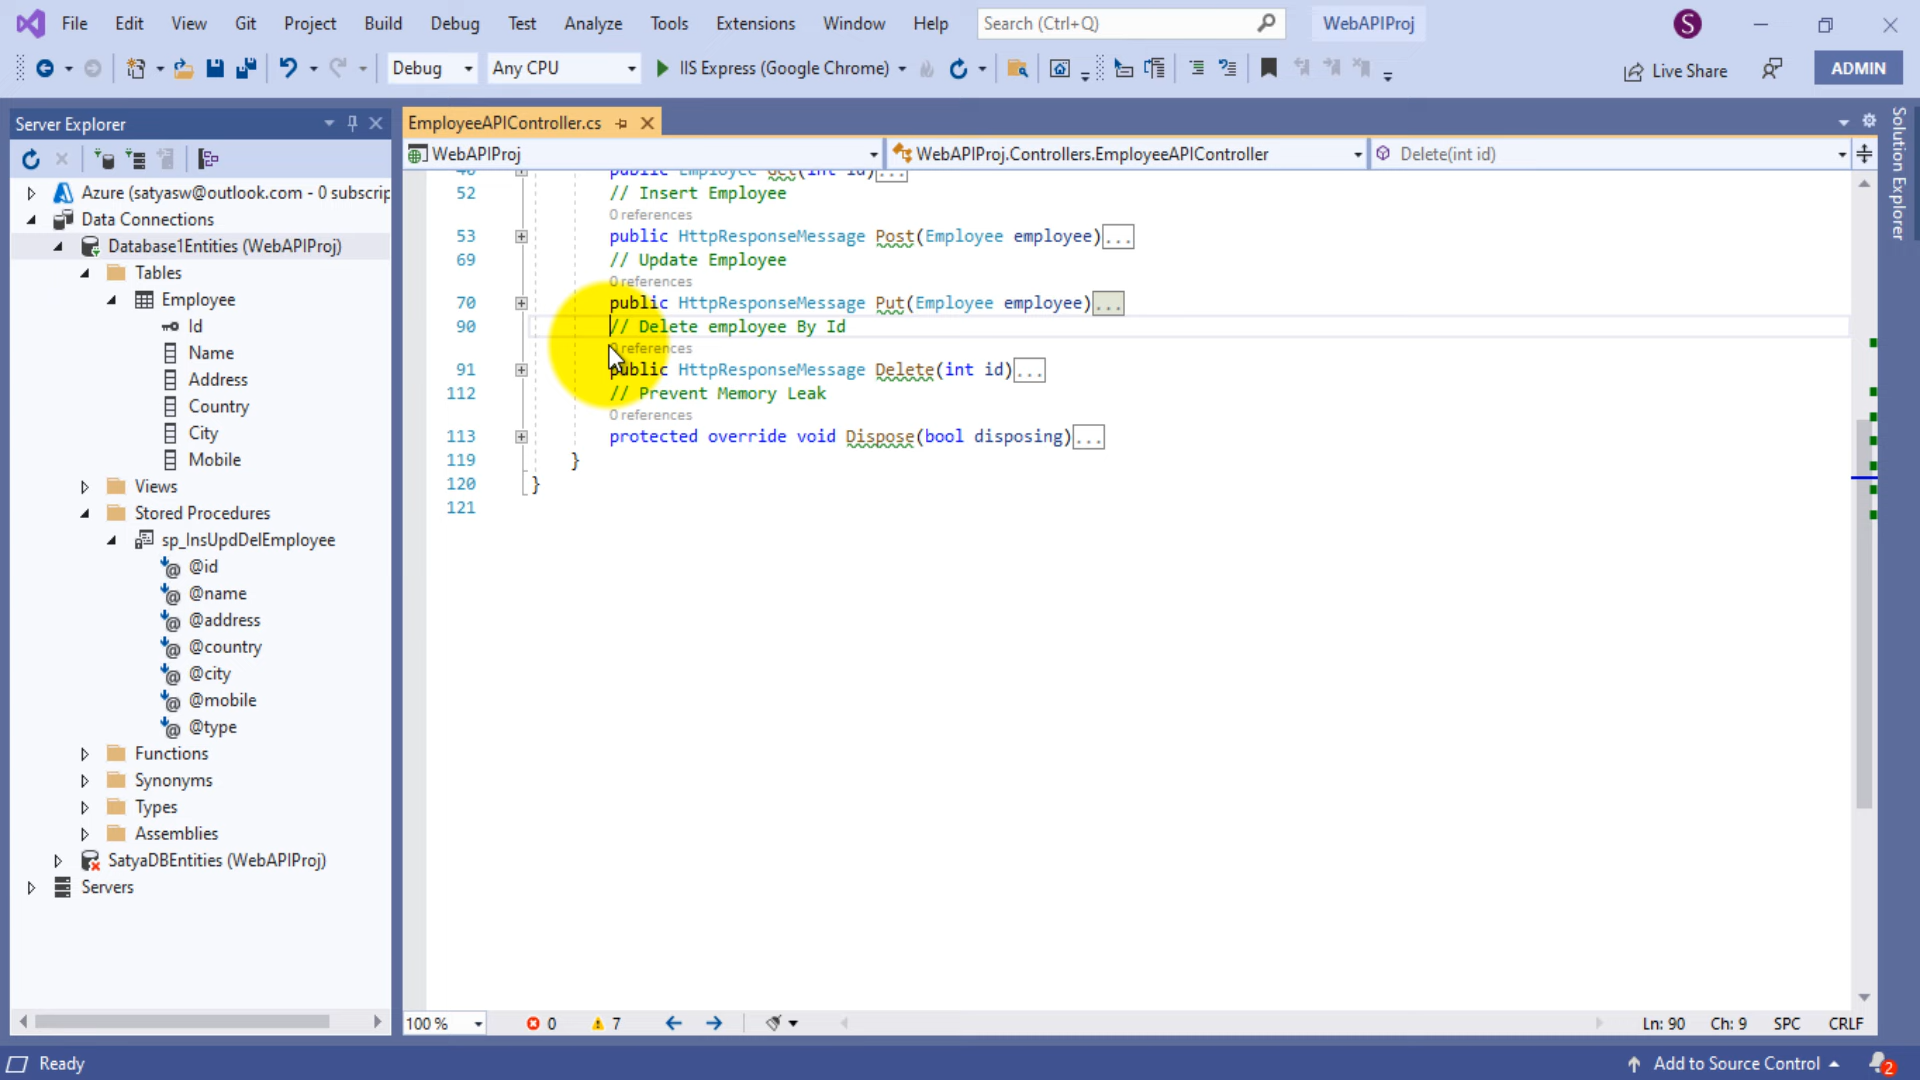 File Edit View Git Project Build Debug Test Analyze Tools Extensions Window Help Search (Ctrl+Q) WebAPIProj S
Debug Any CPU IIS Express (Google Chrome) Live Share ADMIN
Server Explorer
Azure (satyasw@outlook.com - 0 subscrip
Data Connections
Database1Entities (WebAPIProj)
Tables
Employee
Id
Name
Address
Country
City
Mobile
Views
Stored Procedures
sp_InsUpdDelEmployee
@id
@name
@address
@country
@city
@mobile
@type
Functions
Synonyms
Types
Assemblies
SatyaDBEntities (WebAPIProj)
Servers
EmployeeAPIController.cs
WebAPIProj WebAPIProj.Controllers.EmployeeAPIController Delete(int id)
public Employee Get(int id)...
52 // Insert Employee
0 references
53 public HttpResponseMessage Post(Employee employee)...
69 // Update Employee
0 references
70 public HttpResponseMessage Put(Employee employee)...
90 // Delete employee By Id
0 references
91 public HttpResponseMessage Delete(int id)...
112 // Prevent Memory Leak
0 references
113 protected override void Dispose(bool disposing)...
119 }
120 }
121
Solution Explorer
100 % 0 7 Ln: 90 Ch: 9 SPC CRLF
Ready Add to Source Control 2